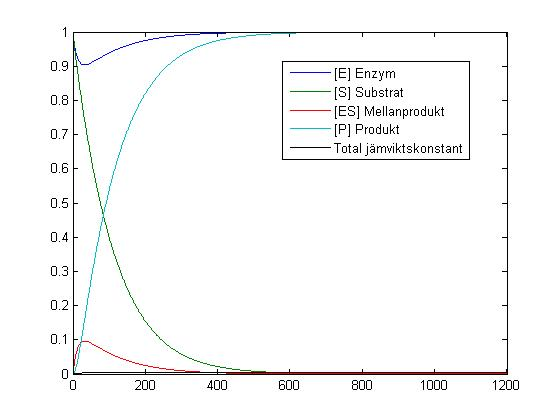 1
0.9
0.8
0.7
0.6
0.5
0.4
0.3
0.2
0.1
0
[E] Enzym
[S] Substrat
[ES] Mellanprodukt
[P] Produkt
Total jämviktskonstant
0 200 400 600 800 1000 1200